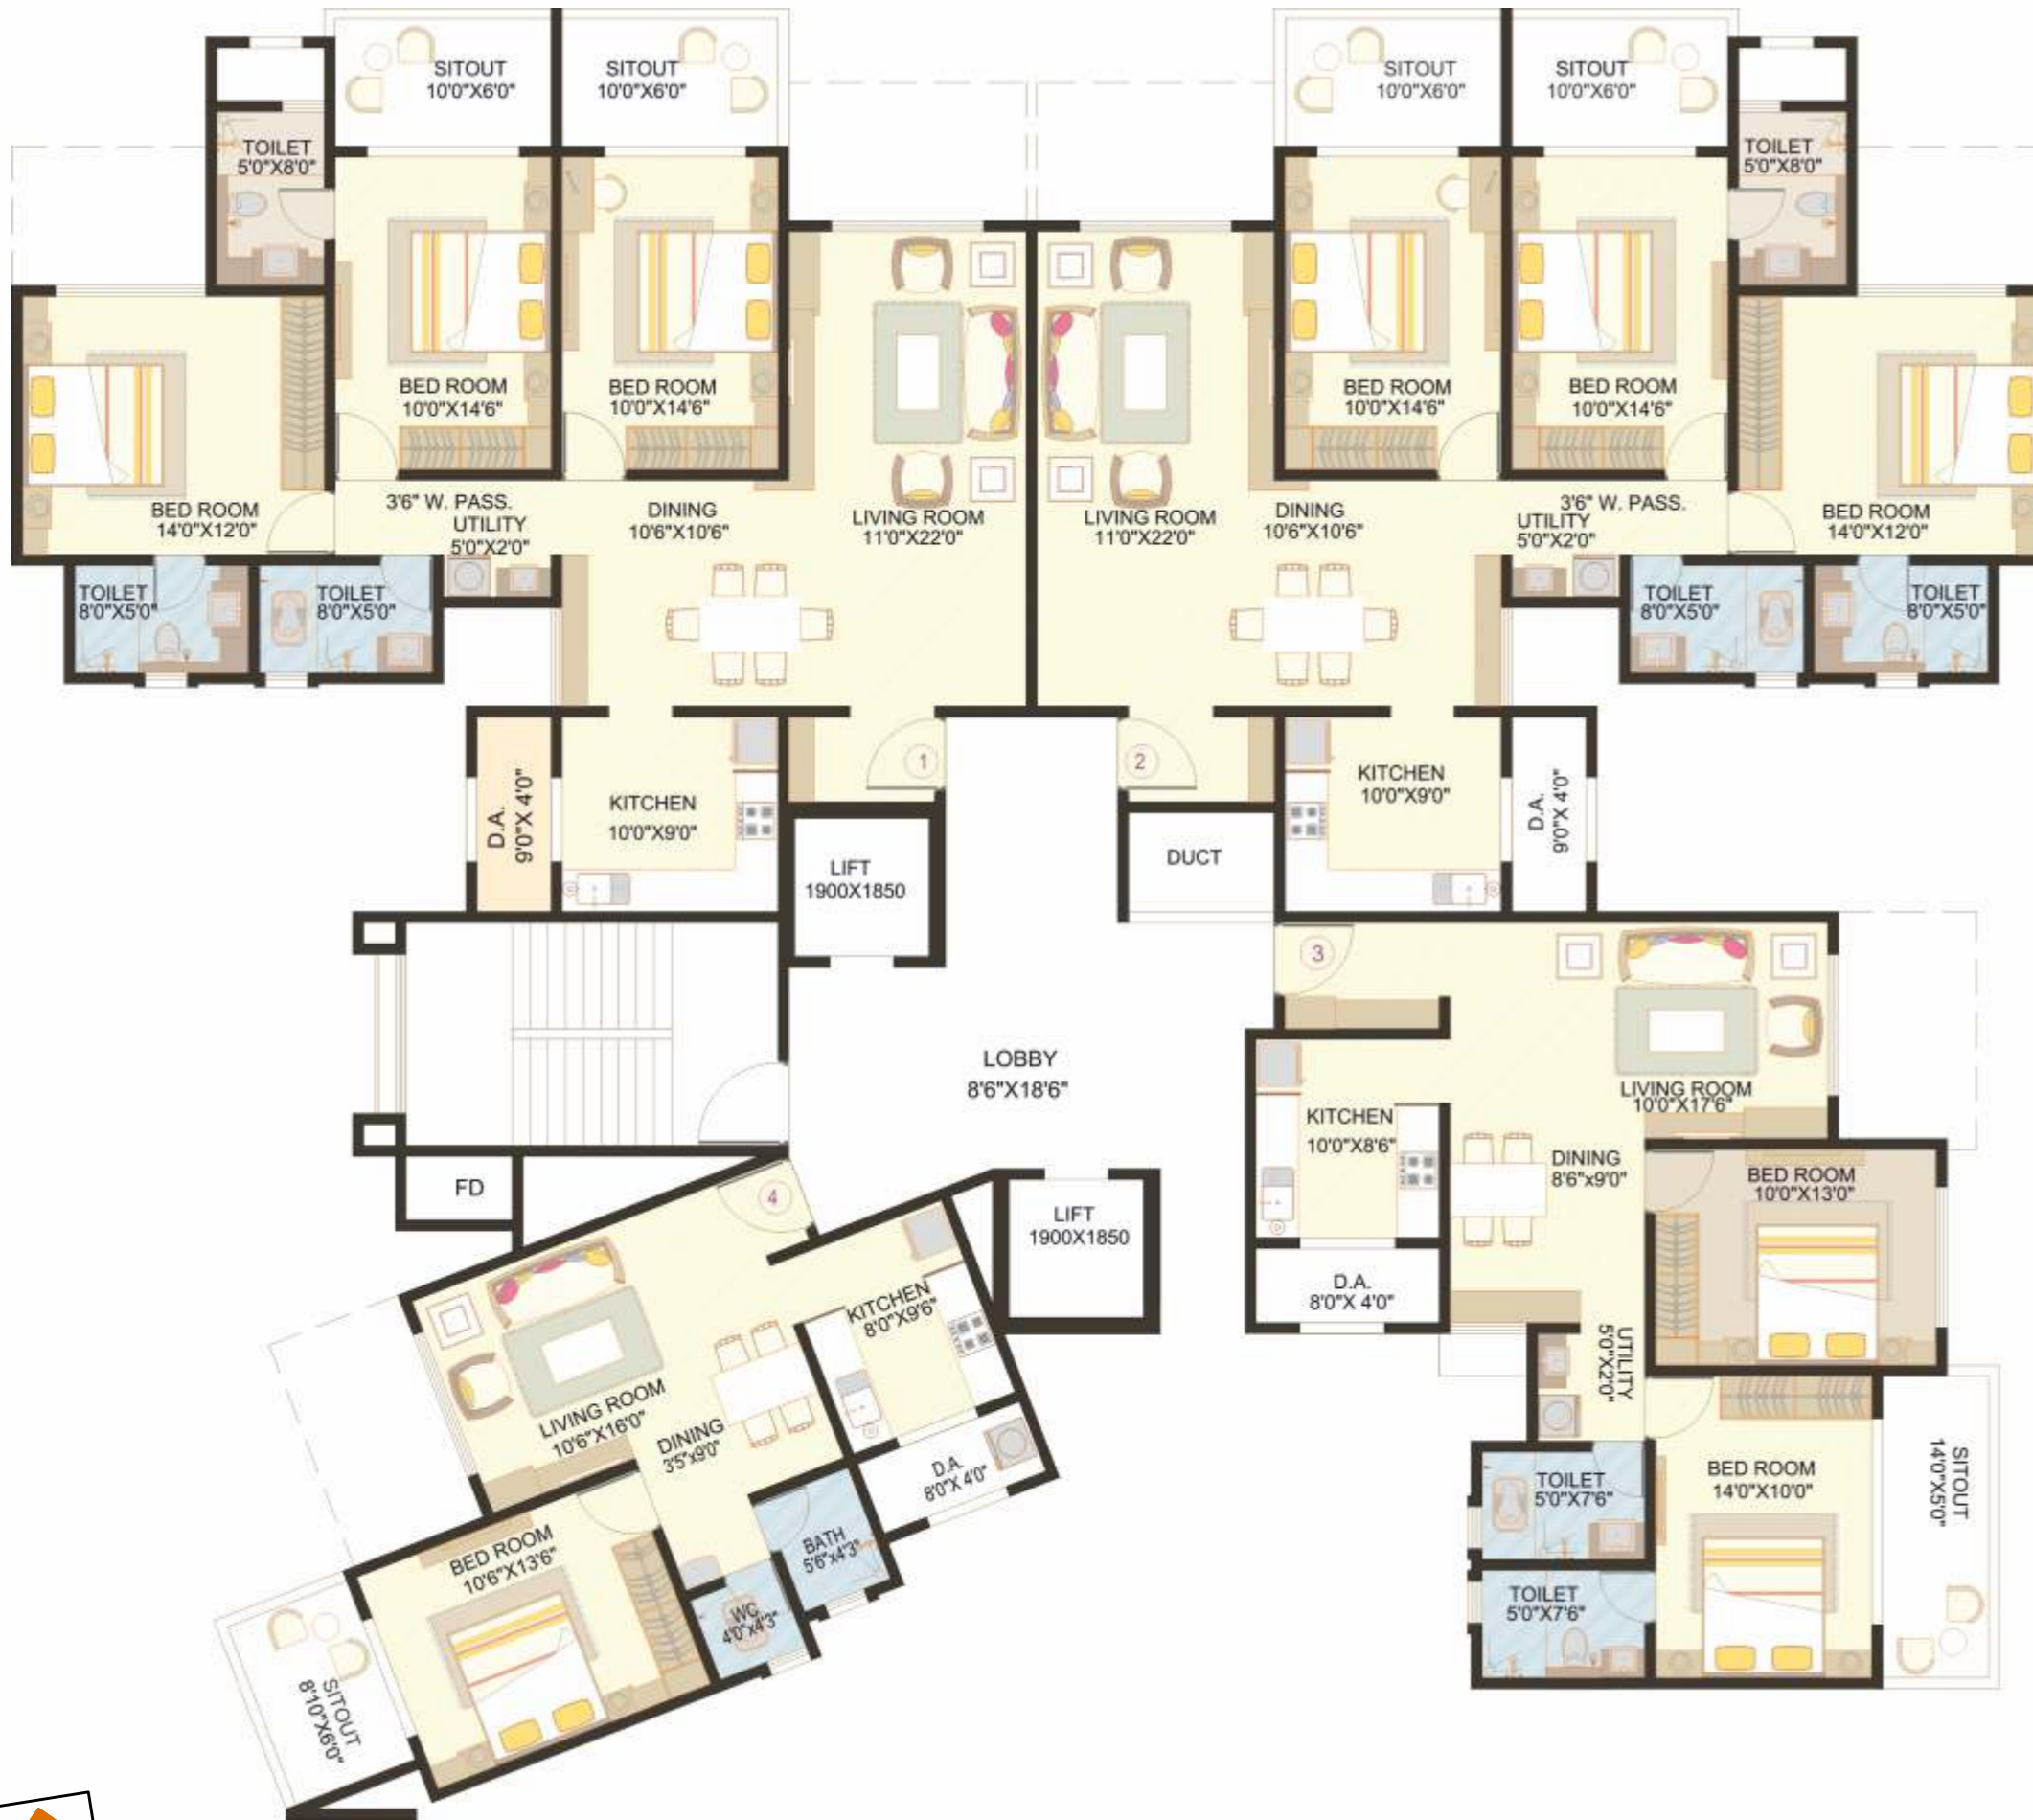 SITOUT
10'0"X6'0"
SITOUT
10'0"X6'0"
SITOUT
10'0"X6'0"
SITOUT
10'0"X6'0"
TOILET
5'0"X8'0"
TOILET
5'0"X8'0"
BED ROOM
10'0"X14'6"
BED ROOM
10'0"X14'6"
BED ROOM
10'0"X14'6"
BED ROOM
10'0"X14'6"
BED ROOM
14'0"X12'0"
3'6" W. PASS.
UTILITY
5'0"X2'0"
DINING
10'6"X10'6"
LIVING ROOM
11'0"X22'0"
LIVING ROOM
11'0"X22'0"
DINING
10'6"X10'6"
3'6" W. PASS.
UTILITY
5'0"X2'0"
BED ROOM
14'0"X12'0"
TOILET
8'0"X5'0"
TOILET
8'0"X5'0"
TOILET
8'0"X5'0"
TOILET
8'0"X5'0"
1
2
D.A.
9'0"X 4'0"
KITCHEN
10'0"X9'0"
KITCHEN
10'0"X9'0"
D.A.
9'0"X 4'0"
LIFT
1900X1850
DUCT
3
LOBBY
8'6"X18'6"
LIVING ROOM
10'0"X17'6"
KITCHEN
10'0"X8'6"
DINING
8'6"x9'0"
BED ROOM
10'0"X13'0"
FD
4
LIFT
1900X1850
D.A.
8'0"X 4'0"
KITCHEN
8'0"X9'6"
LIVING ROOM
10'6"X16'0"
DINING
3'5"x9'0"
UTILITY
5'0"X2'0"
D.A.
8'0"X 4'0"
BED ROOM
14'0"X10'0"
SITOUT
14'0"X5'0"
TOILET
5'0"X7'6"
BATH
5'6"x4'3"
BED ROOM
10'6"X13'6"
WC
4'0"x4'3"
TOILET
5'0"X7'6"
SITOUT
8'10"X6'0"